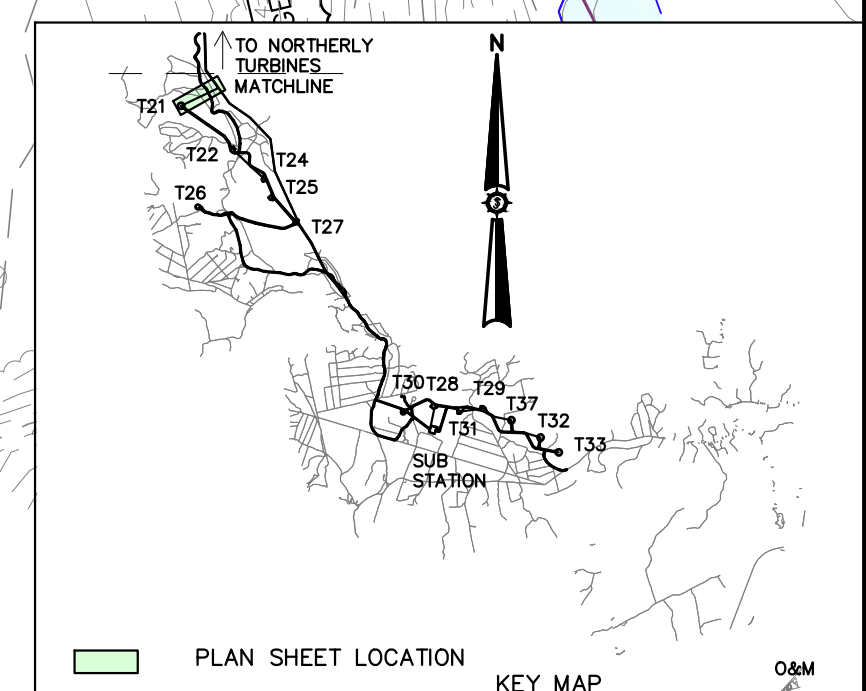 TO NORTHERLY
TURBINES
MATCHLINE
N
T21
T22
T24
T25
T26
T27
T30
T28
T29
T37
T31
T32
T33
SUB
STATION
PLAN SHEET LOCATION
KEY MAP
O&M